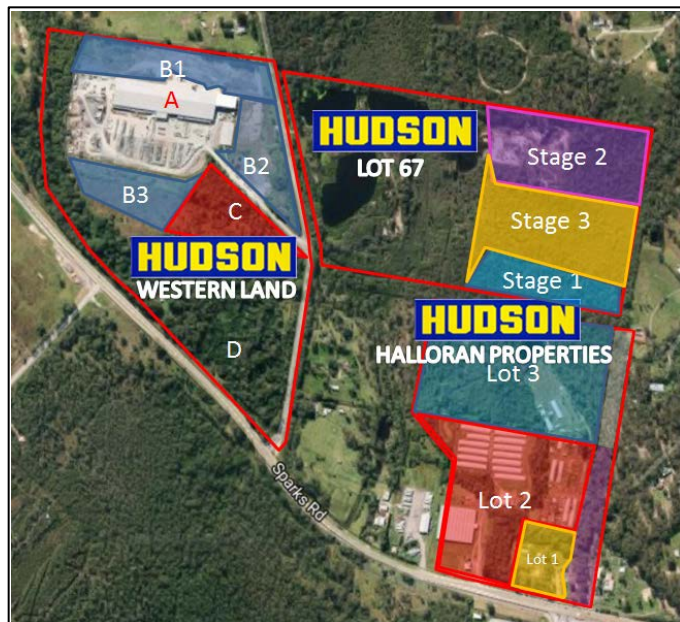 B1
A
B2
B3
C
HUDSON
WESTERN LAND
D
HUDSON
LOT 67
Stage 2
Stage 3
Stage 1
HUDSON
HALLORAN PROPERTIES
Lot 3
Lot 2
Lot 1
Sparks Rd